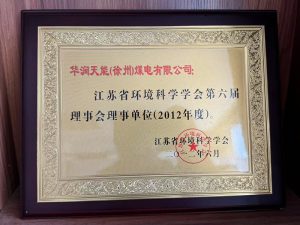 华润天能(徐州)煤电有限公司:
江苏省环境科学学会第六届
理事会理事单位(2012年度)。
江苏省环境科学学会
二〇一二年六月